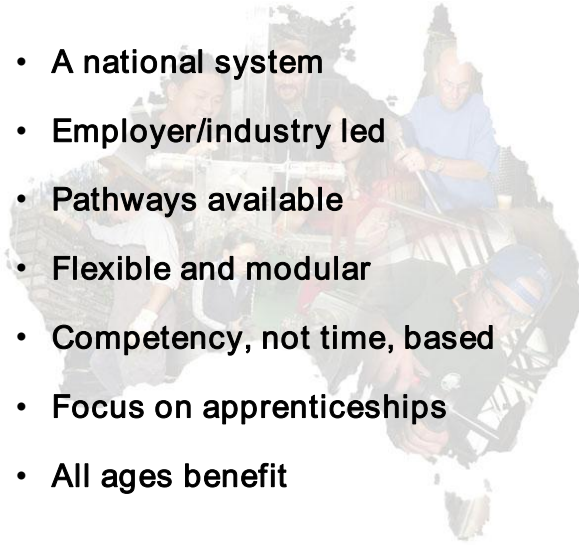 • A national system
• Employer/industry led
• Pathways available
• Flexible and modular
• Competency, not time, based
• Focus on apprenticeships
• All ages benefit